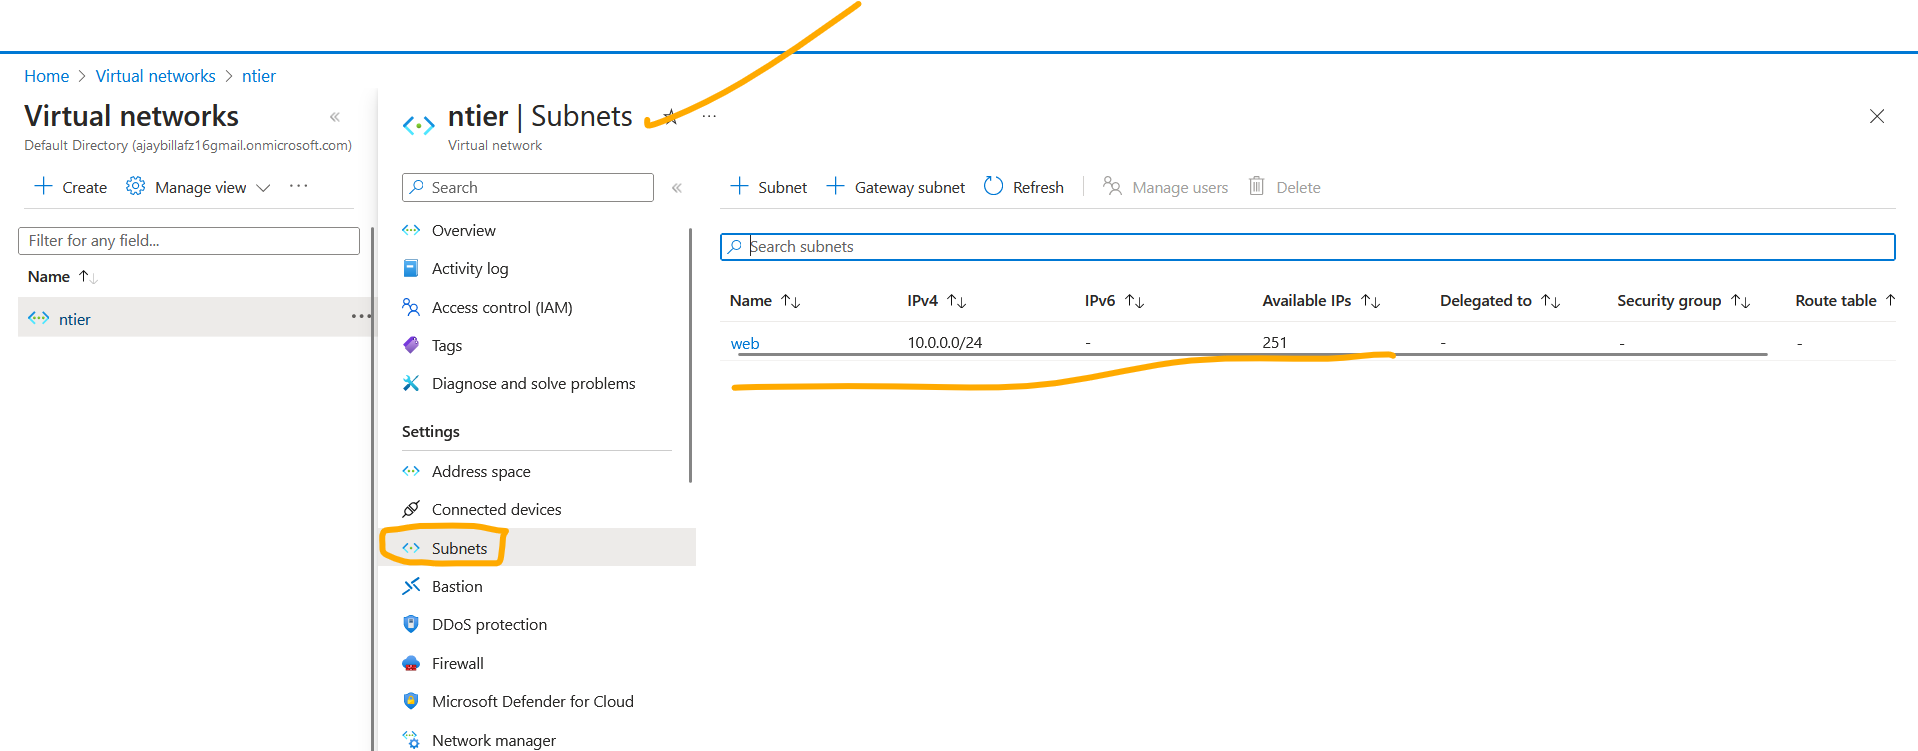 Home > Virtual networks > ntier
Virtual networks
Default Directory (ajaybillafz16gmail.onmicrosoft.com)
Create Manage view
Filter for any field...
Name
ntier
ntier | Subnets
Virtual network
Search
Overview
Activity log
Access control (IAM)
Tags
Diagnose and solve problems
Settings
Address space
Connected devices
Subnets
Bastion
DDoS protection
Firewall
Microsoft Defender for Cloud
Network manager
Subnet Gateway subnet Refresh Manage users Delete
Search subnets
Name IPv4 IPv6 Available IPs Delegated to Security group Route table
web 10.0.0.0/24 - 251 - - -